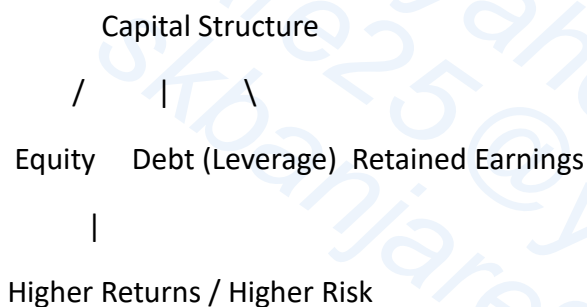 Capital Structure
/ | \
Equity Debt (Leverage) Retained Earnings
|
Higher Returns / Higher Risk